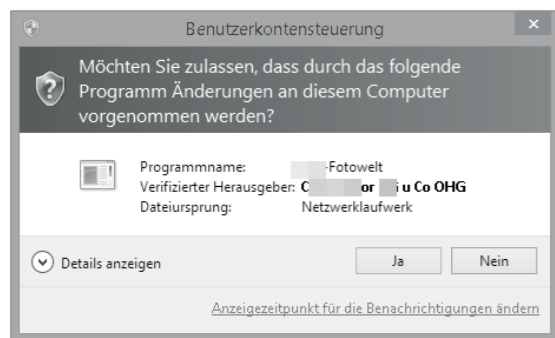 Benutzerkontensteuerung
Möchten Sie zulassen, dass durch das folgende
Programm Änderungen an diesem Computer
vorgenommen werden?
Programmname: -Fotowelt
Verifizierter Herausgeber: C or i u Co OHG
Dateiursprung: Netzwerklaufwerk
Details anzeigen
Ja
Nein
Anzeigezeitpunkt für die Benachrichtigungen ändern